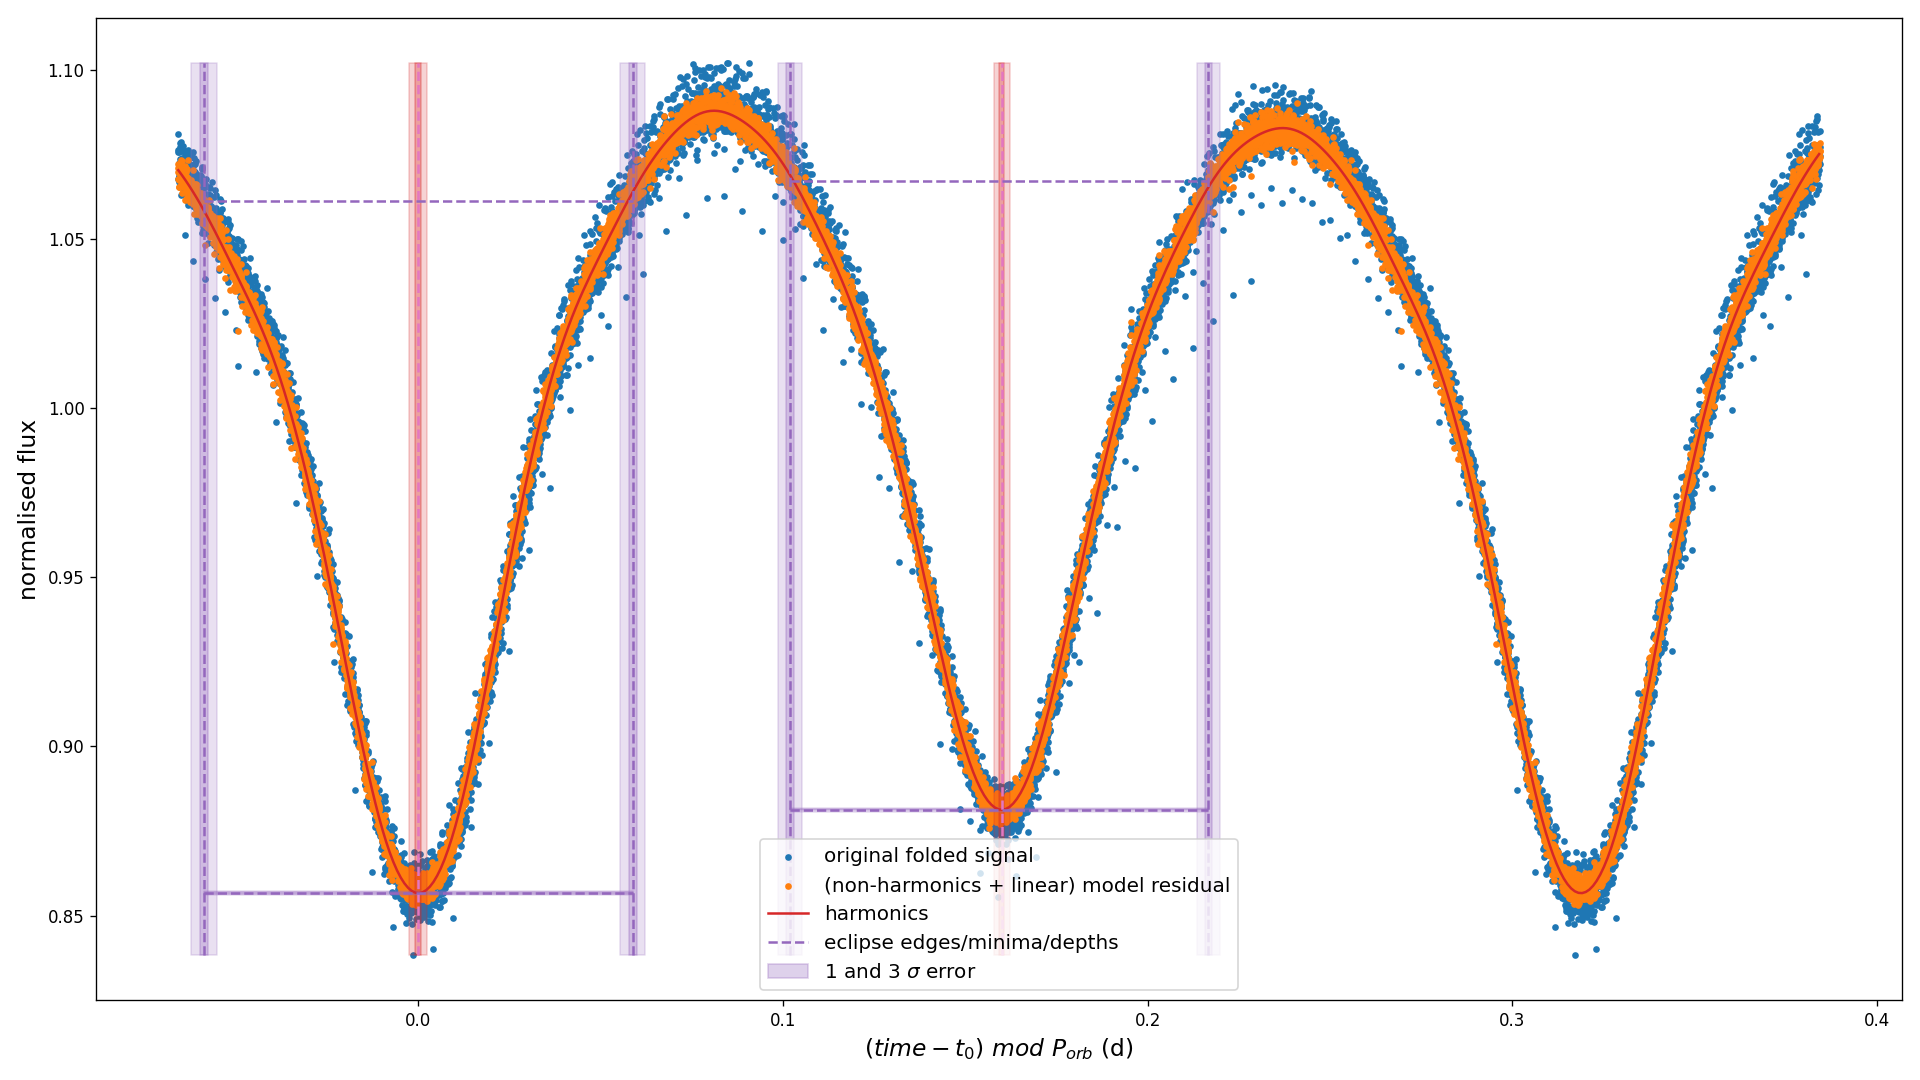 normalised flux
1.10
1.05
1.00
0.95
0.90
0.85
original folded signal
(non-harmonics + linear) model residual
harmonics
eclipse edges/minima/depths
1 and 3 σ error
0.0 0.1 0.2 0.3 0.4
(time − t₀) mod P_orb (d)